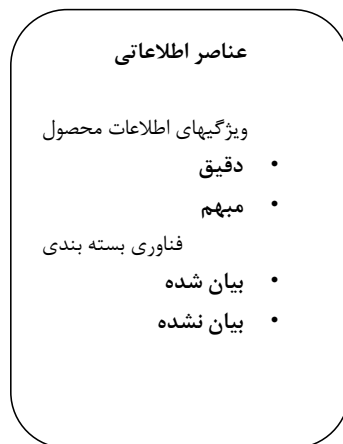 عناصر اطلاعاتی
ویژگیهای اطلاعات محصول
• دقیق
• مبهم
فناوری بسته بندی
• بیان شده
• بیان نشده